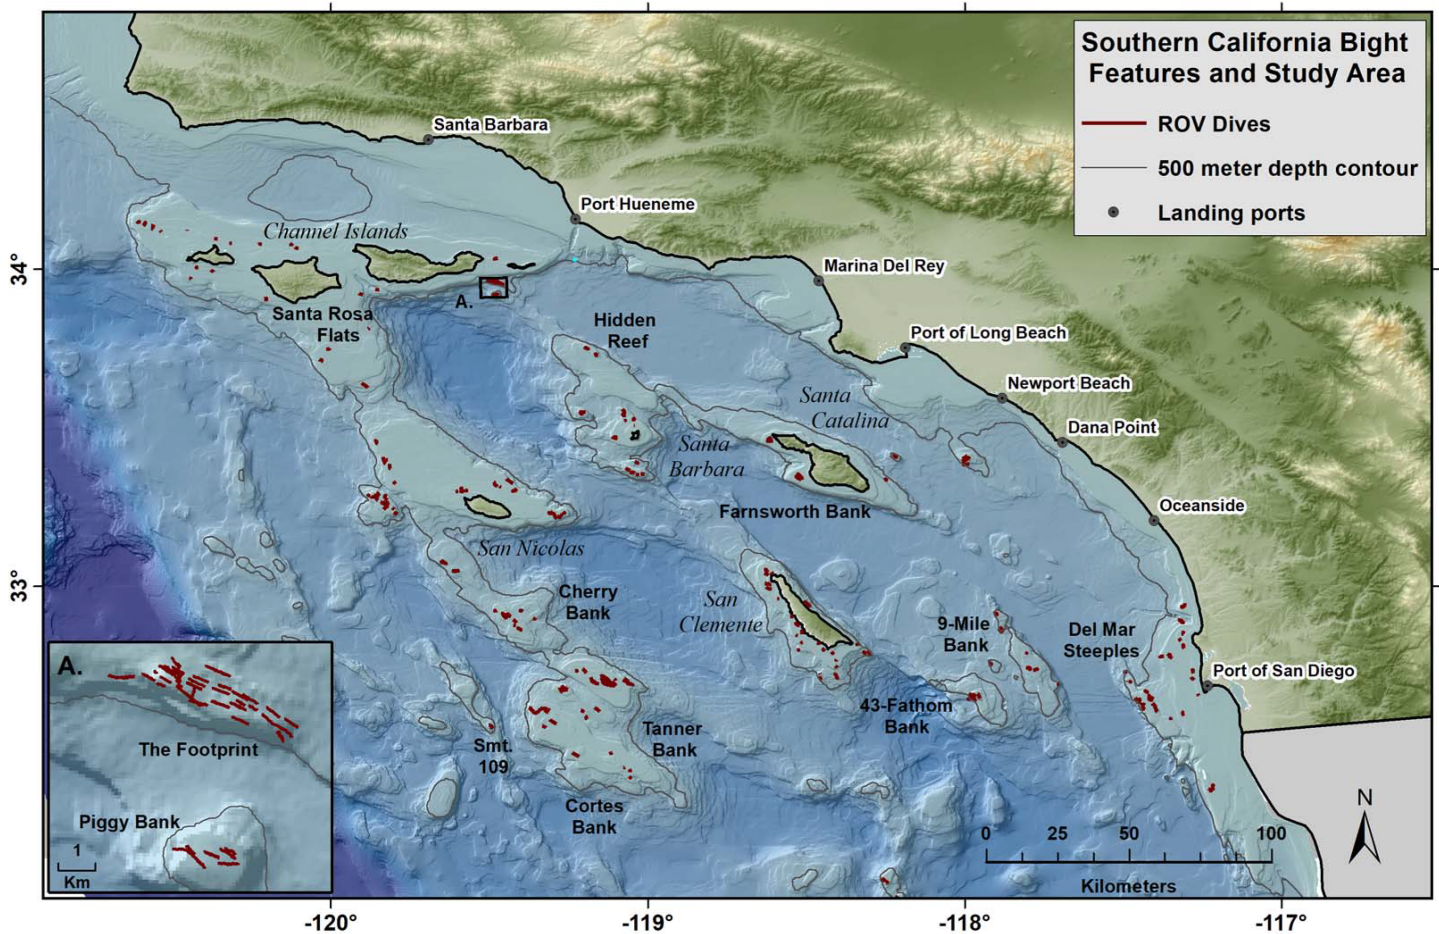 Southern California Bight
Features and Study Area
ROV Dives
500 meter depth contour
Landing ports
Santa Barbara
Port Hueneme
Channel Islands
34°
Marina Del Rey
A.
Santa Rosa
Flats
Hidden
Reef
Port of Long Beach
Newport Beach
Santa
Catalina
Dana Point
Santa
Barbara
Farnsworth Bank
Oceanside
San Nicolas
33°
Cherry
Bank
San
Clemente
9-Mile
Bank
Del Mar
Steeples
Port of San Diego
A.
The Footprint
Piggy Bank
1
Km
43-Fathom
Bank
Tanner
Bank
Smt.
109
Cortes
Bank
N
0 25 50 100
Kilometers
-120° -119° -118° -117°